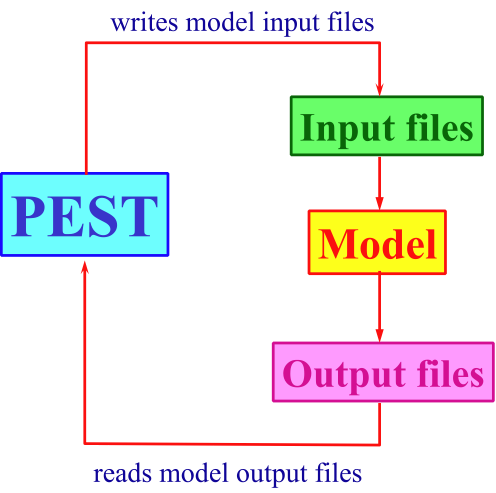 writes model input files
Input files
PEST
Model
Output files
reads model output files